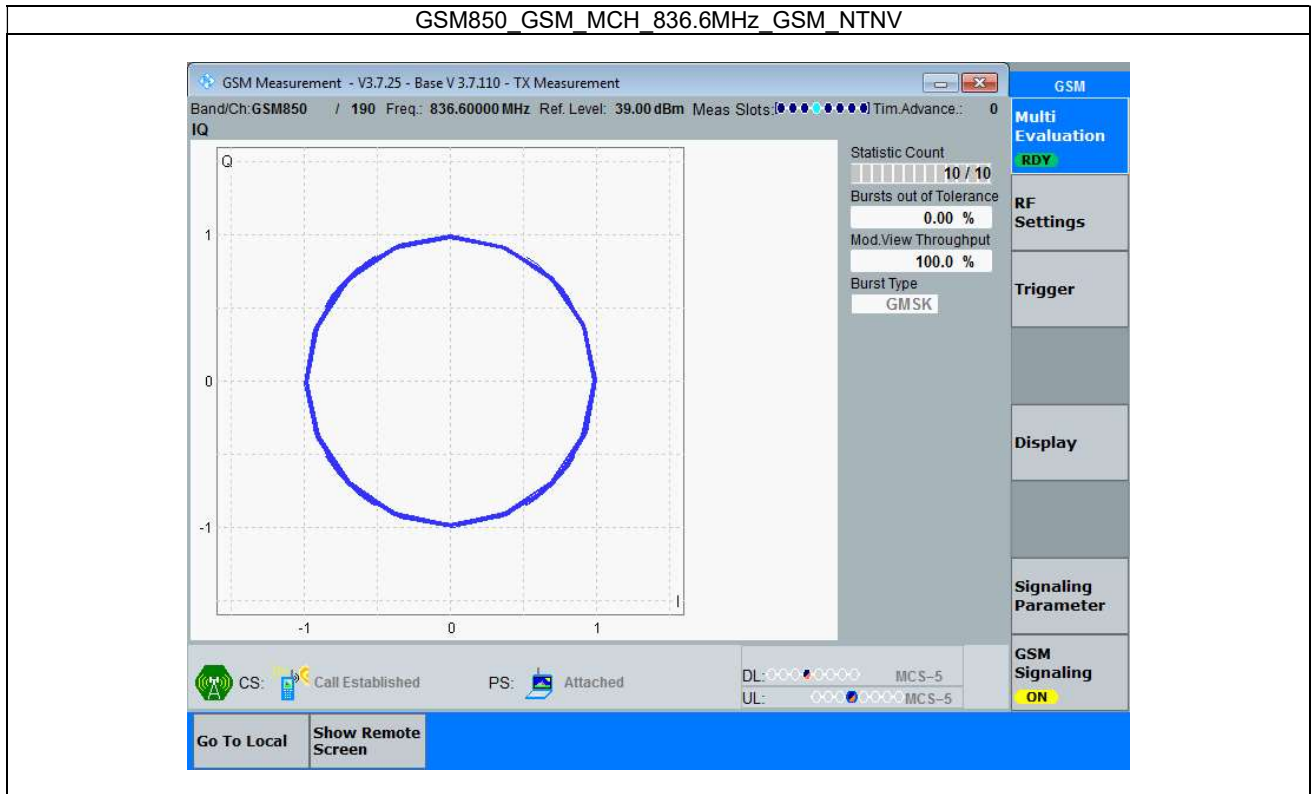 GSM850_GSM_MCH_836.6MHz_GSM_NTNV
GSM Measurement - V3.7.25 - Base V 3.7.110 - TX Measurement
Band/Ch:GSM850 / 190 Freq.: 836.60000 MHz Ref. Level: 39.00 dBm Meas Slots: Tim.Advance.: 0
IQ
Q
1
0
-1
-1 0 1
I
Statistic Count
10 / 10
Bursts out of Tolerance
0.00 %
Mod.View Throughput
100.0 %
Burst Type
GMSK
GSM
Multi
Evaluation
RDY
RF
Settings
Trigger
Display
Signaling
Parameter
GSM
Signaling
ON
CS: Call Established PS: Attached
DL: MCS-5
UL: MCS-5
Go To Local
Show Remote
Screen